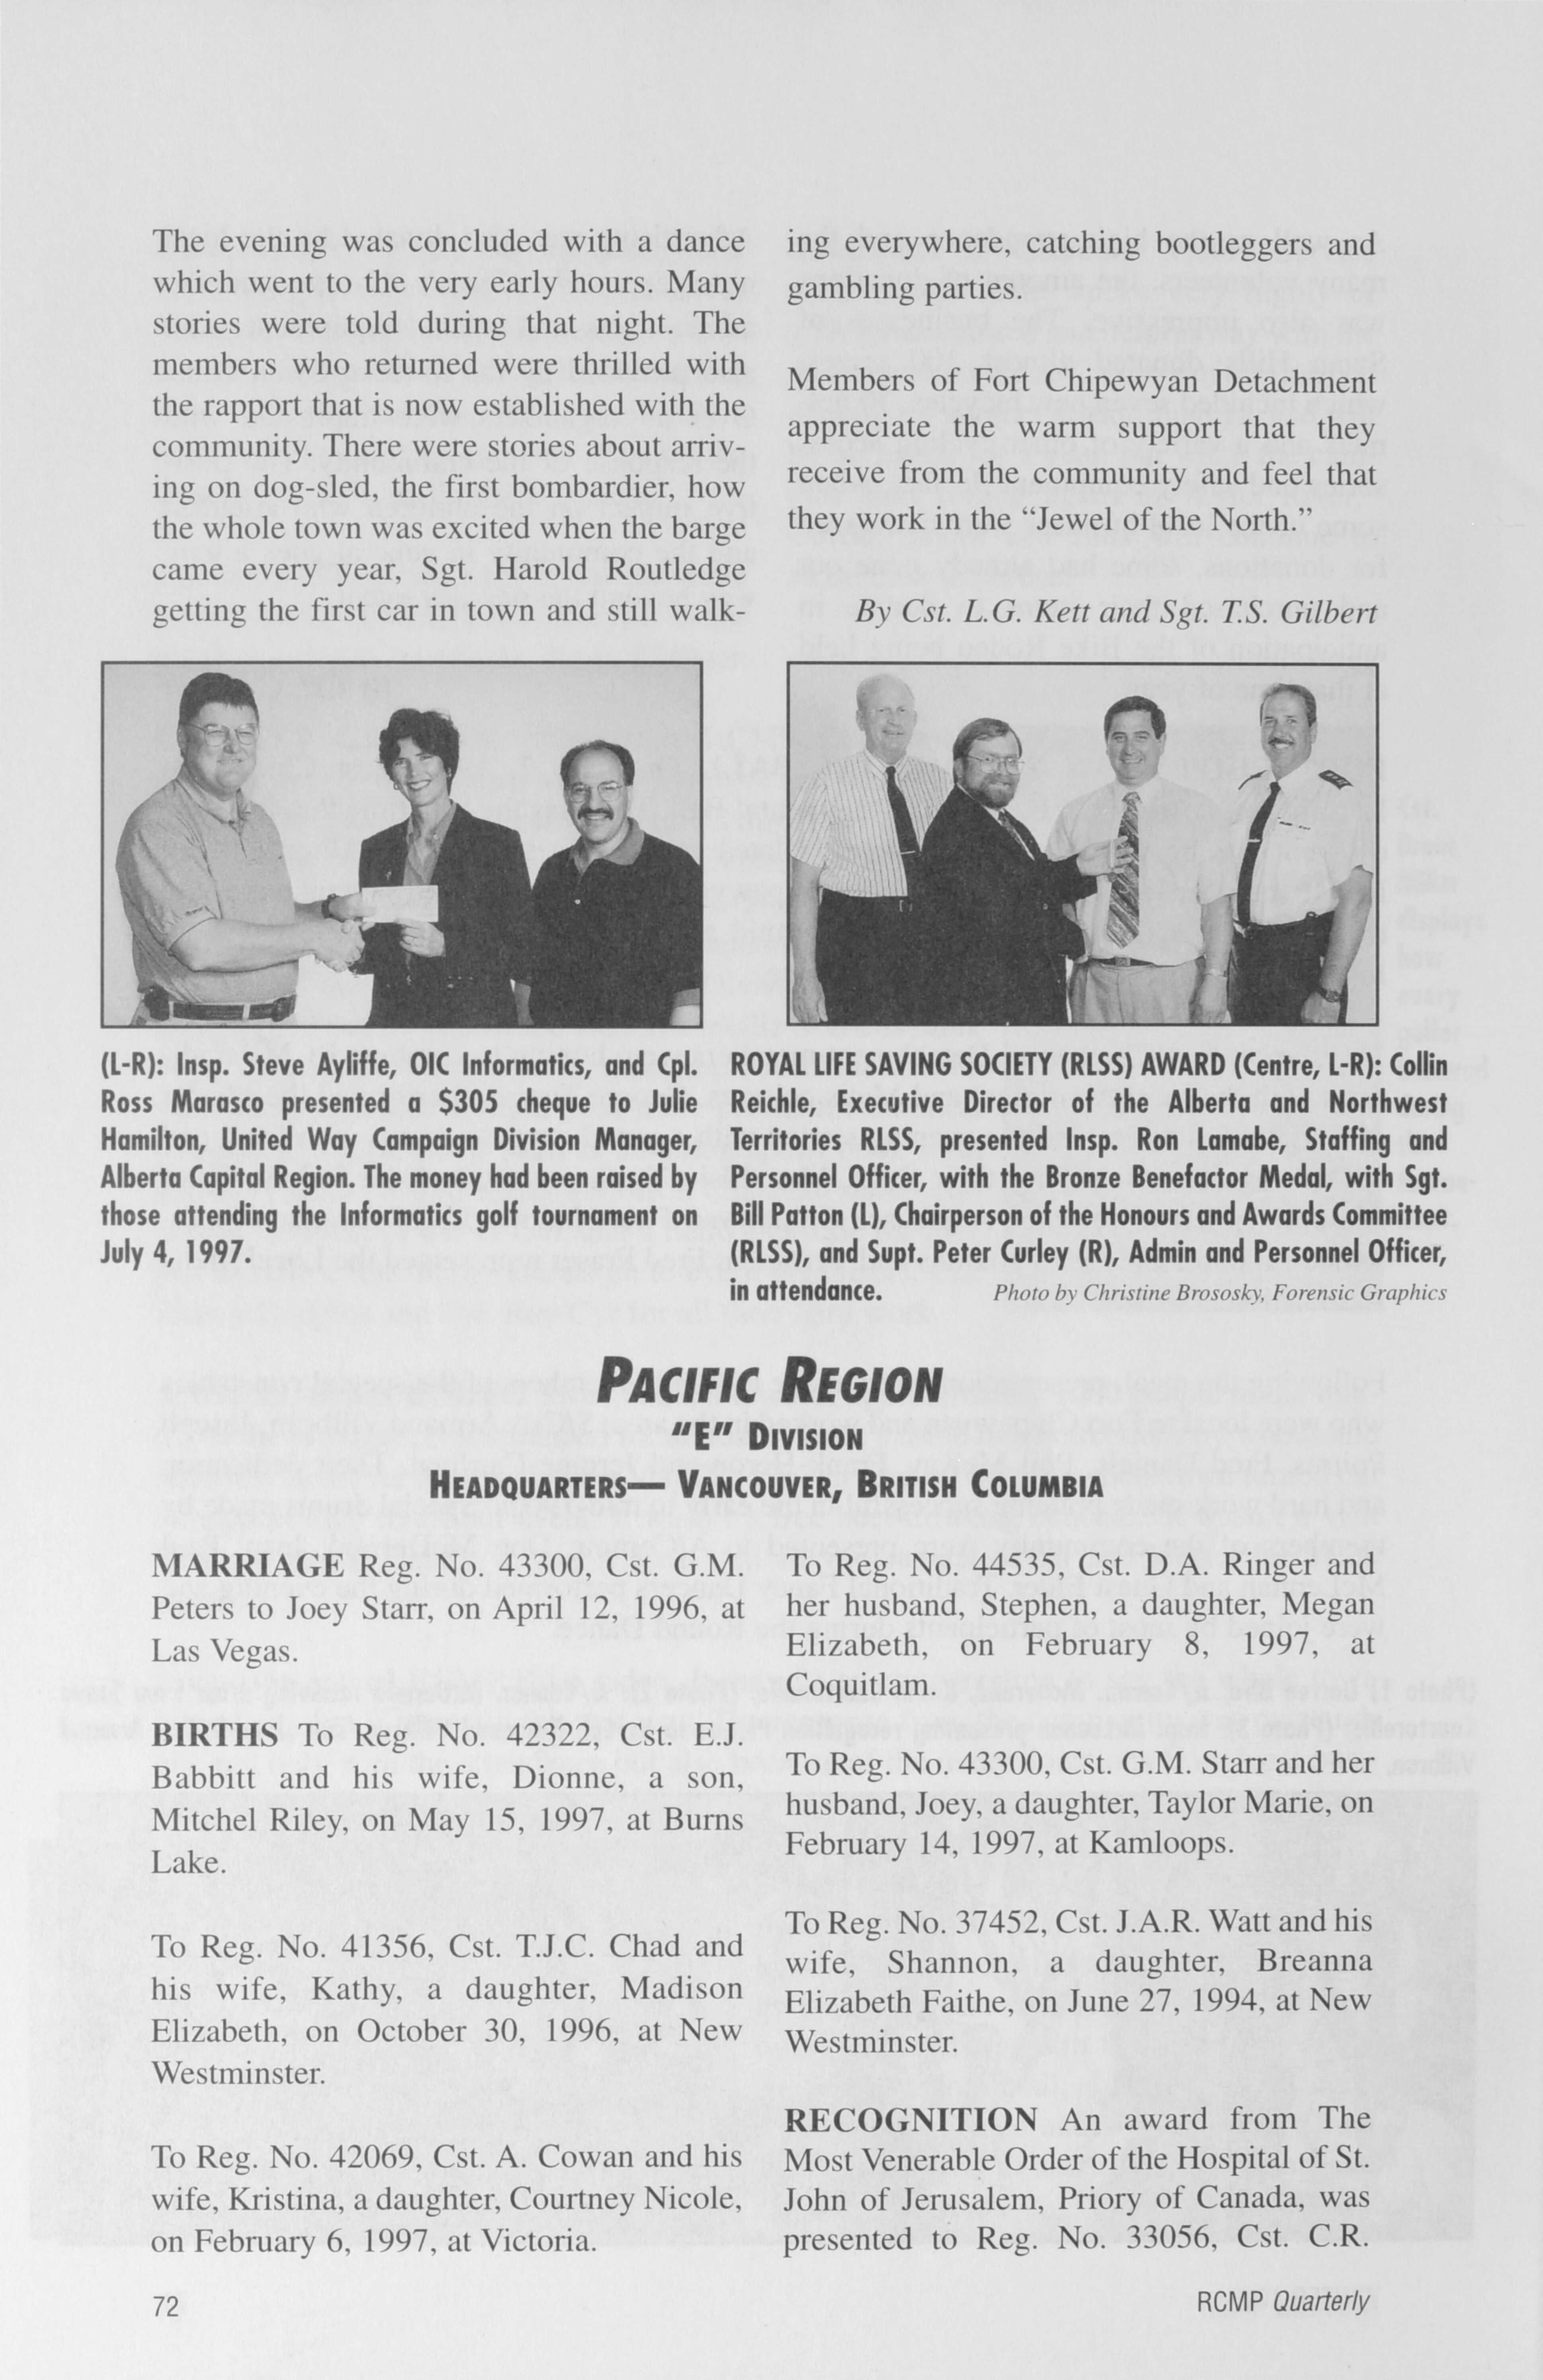 The evening was concluded with a dance
which went to the very early hours. Many
stories were told during that night. The
members who returned were thrilled with
the rapport that is now established with the
community. There were stories about arriv-
ing on dog-sled, the first bombardier, how
the whole town was excited when the barge
came every year, Sgt. Harold Routledge
getting the first car in town and still walk-
ing everywhere, catching bootleggers and
gambling parties.
Members of Fort Chipewyan Detachment
appreciate the warm support that they
receive from the community and feel that
they work in the “Jewel of the North.”
By Cst. L.G. Kett and Sgt. T.S. Gilbert
(L-R): Insp. Steve Ayliffe, OIC Informatics, and Cpl.
Ross Marasco presented a $305 cheque to Julie
Hamilton, United Way Campaign Division Manager,
Alberta Capital Region. The money had been raised by
those attending the Informatics golf tournament on
July 4, 1997.
ROYAL LIFE SAVING SOCIETY (RLSS) AWARD (Centre, L-R): Collin
Reichle, Executive Director of the Alberta and Northwest
Territories RLSS, presented Insp. Ron Lamabe, Staffing and
Personnel Officer, with the Bronze Benefactor Medal, with Sgt.
Bill Patton (L), Chairperson of the Honours and Awards Committee
(RLSS), and Supt. Peter Curley (R), Admin and Personnel Officer,
in attendance. Photo by Christine Brososky, Forensic Graphics
PACIFIC REGION
"E" DIVISION
HEADQUARTERS— VANCOUVER, BRITISH COLUMBIA
MARRIAGE Reg. No. 43300, Cst. G.M.
Peters to Joey Starr, on April 12, 1996, at
Las Vegas.
BIRTHS To Reg. No. 42322, Cst. E.J.
Babbitt and his wife, Dionne, a son,
Mitchel Riley, on May 15, 1997, at Burns
Lake.
To Reg. No. 41356, Cst. T.J.C. Chad and
his wife, Kathy, a daughter, Madison
Elizabeth, on October 30, 1996, at New
Westminster.
To Reg. No. 42069, Cst. A. Cowan and his
wife, Kristina, a daughter, Courtney Nicole,
on February 6, 1997, at Victoria.
To Reg. No. 44535, Cst. D.A. Ringer and
her husband, Stephen, a daughter, Megan
Elizabeth, on February 8, 1997, at
Coquitlam.
To Reg. No. 43300, Cst. G.M. Starr and her
husband, Joey, a daughter, Taylor Marie, on
February 14, 1997, at Kamloops.
To Reg. No. 37452, Cst. J.A.R. Watt and his
wife, Shannon, a daughter, Breanna
Elizabeth Faithe, on June 27, 1994, at New
Westminster.
RECOGNITION An award from The
Most Venerable Order of the Hospital of St.
John of Jerusalem, Priory of Canada, was
presented to Reg. No. 33056, Cst. C.R.
72
RCMP Quarterly